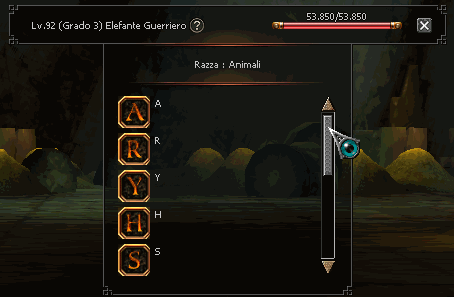 Lv.92 (Grado 3) Elefante Guerriero ?
53.850/53.850
Razza : Animali
A A
R R
Y Y
H H
S S